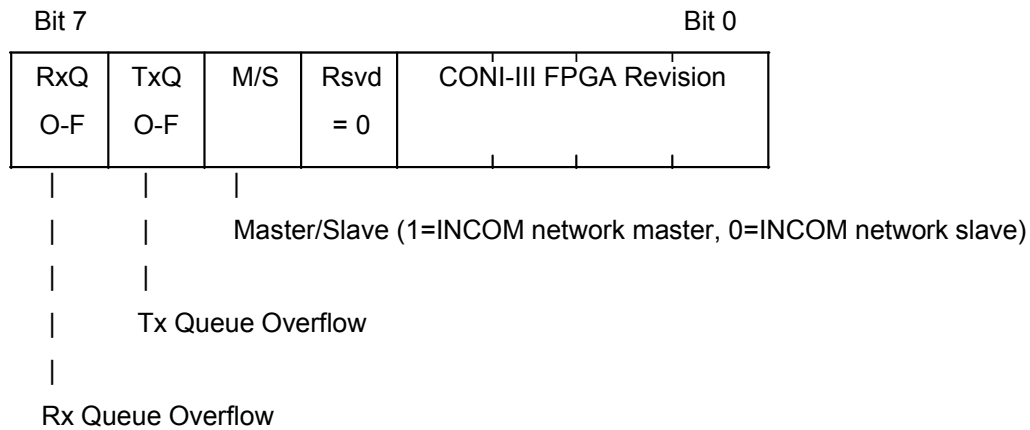 Bit 7 Bit 0
RxQ TxQ M/S Rsvd CONI-III FPGA Revision
O-F O-F = 0
Master/Slave (1=INCOM network master, 0=INCOM network slave)
Tx Queue Overflow
Rx Queue Overflow